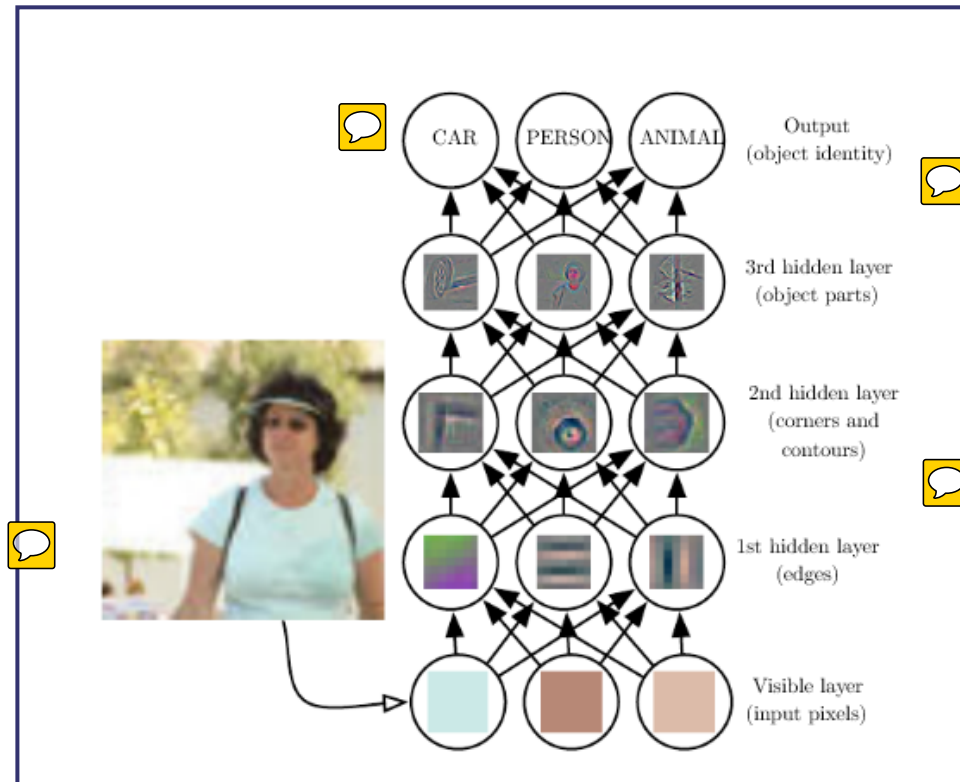 CAR
PERSON
ANIMAL
Output
(object identity)
3rd hidden layer
(object parts)
2nd hidden layer
(corners and
contours)
1st hidden layer
(edges)
Visible layer
(input pixels)